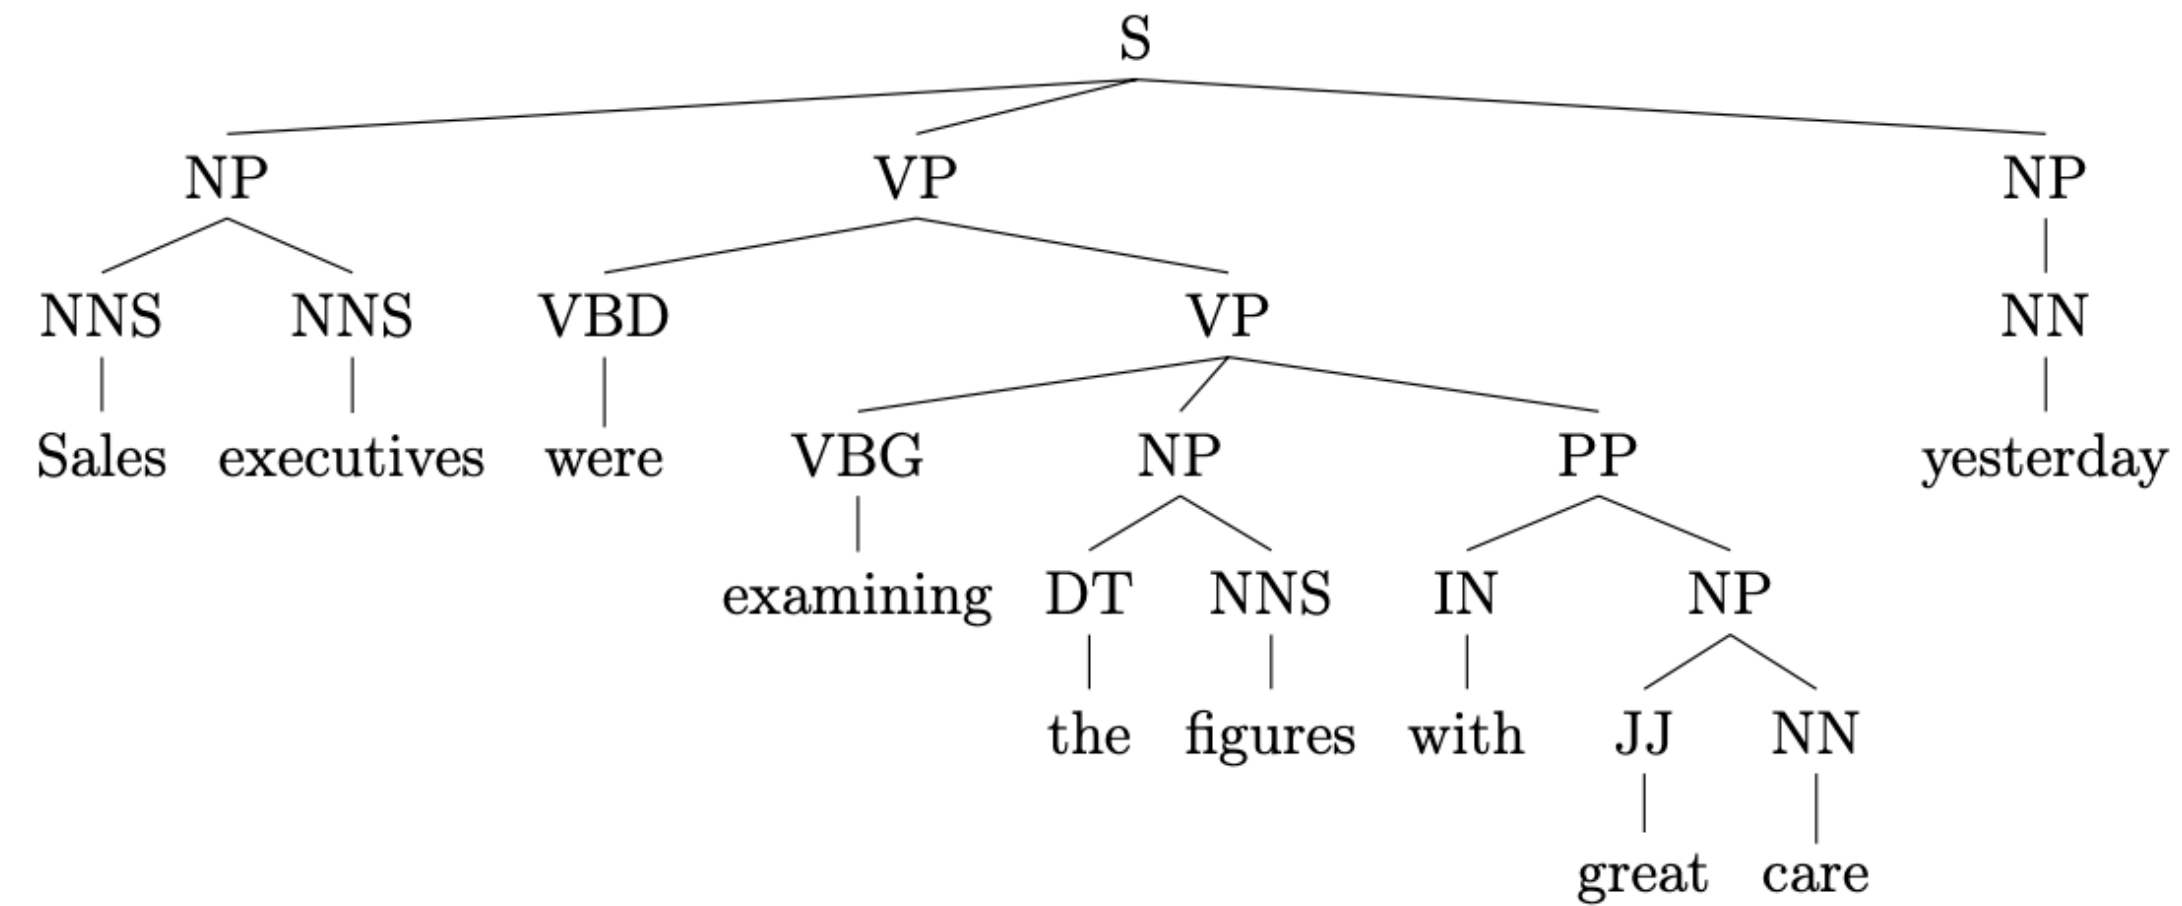 S
NP VP NP
NNS NNS VBD VP NN
Sales executives were VBG NP PP yesterday
examining DT NNS IN NP
the figures with JJ NN
great care